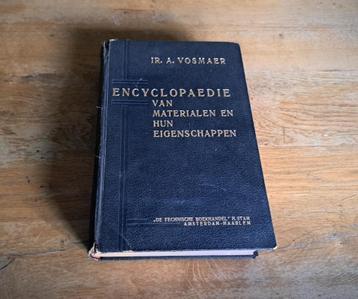 IR. A. VOSMAER
ENCYCLOPAEDIE
VAN
MATERIALEN EN
HUN
EIGENSCHAPPEN
„DE TECHNISCHE BOEKHANDEL" H. STAM
AMSTERDAM-HAARLEM